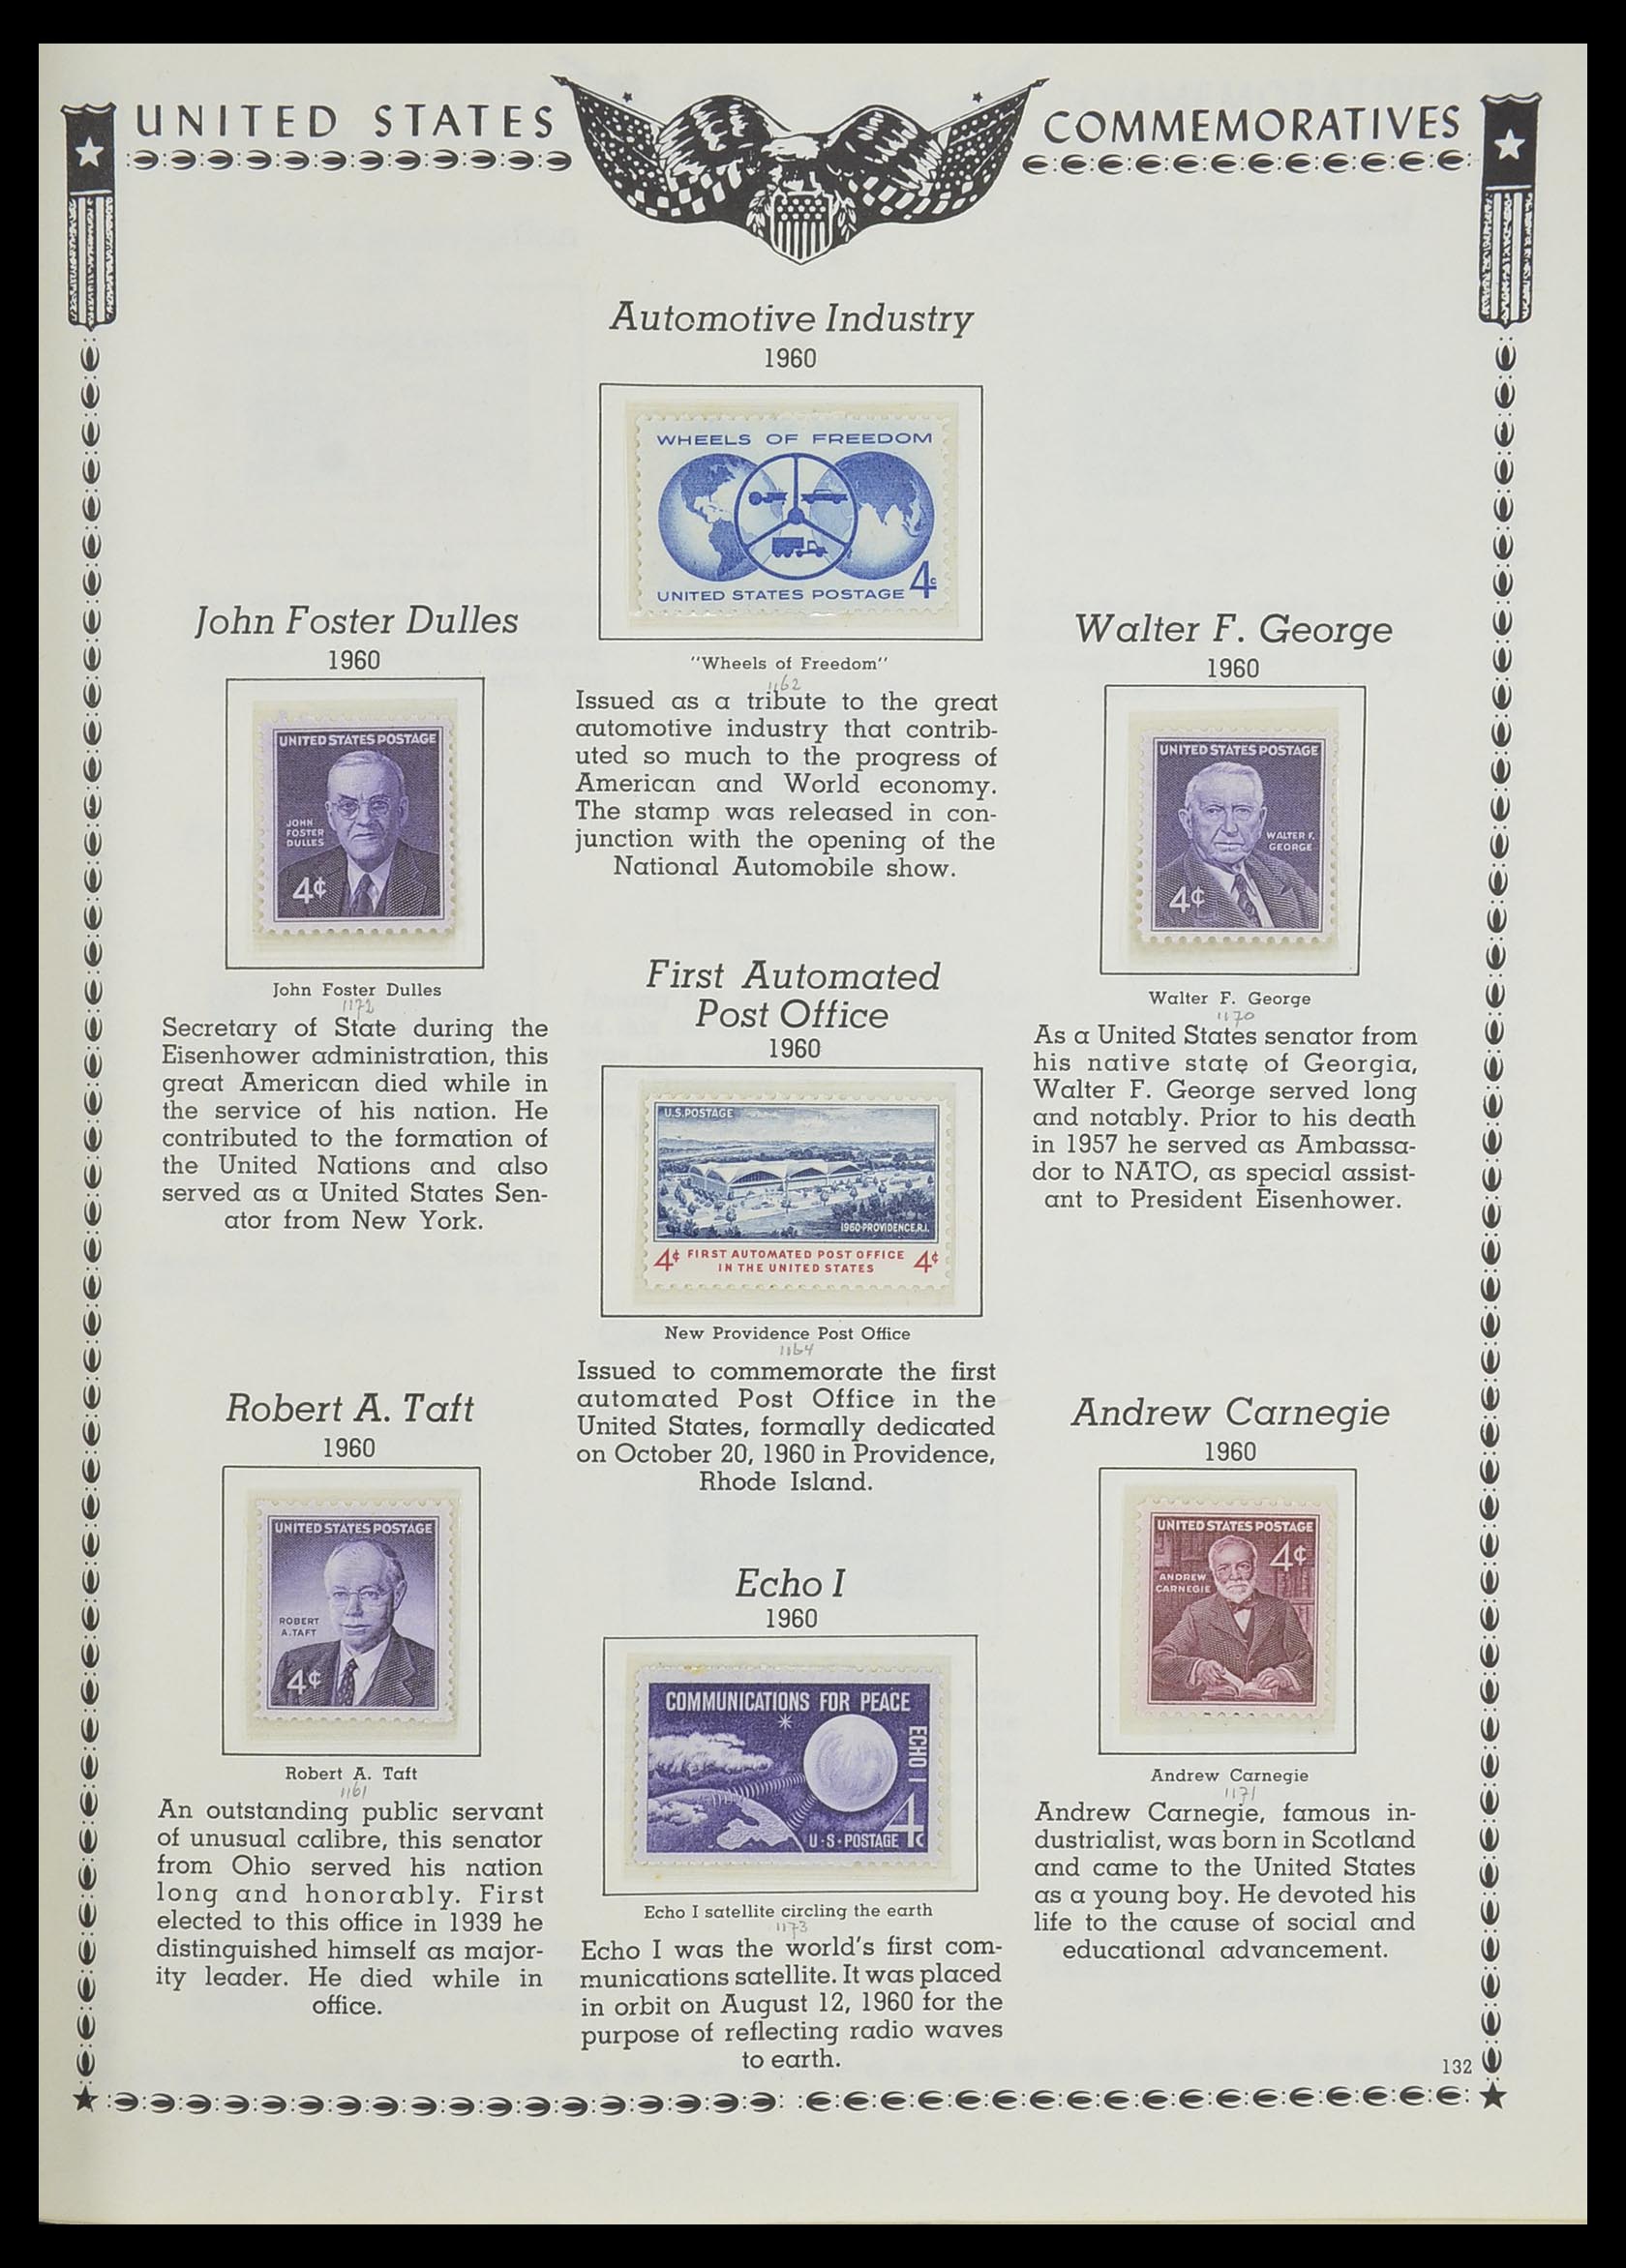 UNITED STATES
COMMEMORATIVES
Automotive Industry
1960
WHEELS OF FREEDOM
UNITED STATES POSTAGE 4c
"Wheels of Freedom"
1162
Issued as a tribute to the great
automotive industry that contrib-
uted so much to the progress of
American and World economy.
The stamp was released in con-
junction with the opening of the
National Automobile show.
John Foster Dulles
1960
UNITED STATES POSTAGE
JOHN
FOSTER
DULLES
4¢
John Foster Dulles
1172
Secretary of State during the
Eisenhower administration, this
great American died while in
the service of his nation. He
contributed to the formation of
the United Nations and also
served as a United States Sen-
ator from New York.
Walter F. George
1960
UNITED STATES POSTAGE
WALTER F.
GEORGE
4¢
Walter F. George
1170
As a United States senator from
his native state of Georgia,
Walter F. George served long
and notably. Prior to his death
in 1957 he served as Ambassa-
dor to NATO, as special assist-
ant to President Eisenhower.
First Automated
Post Office
1960
U.S. POSTAGE
1960-PROVIDENCE, R.I.
4¢ FIRST AUTOMATED POST OFFICE 4¢
IN THE UNITED STATES
New Providence Post Office
1164
Issued to commemorate the first
automated Post Office in the
United States, formally dedicated
on October 20, 1960 in Providence,
Rhode Island.
Robert A. Taft
1960
UNITED STATES POSTAGE
ROBERT
A. TAFT
4¢
Robert A. Taft
1161
An outstanding public servant
of unusual calibre, this senator
from Ohio served his nation
long and honorably. First
elected to this office in 1939 he
distinguished himself as major-
ity leader. He died while in
office.
Echo I
1960
COMMUNICATIONS FOR PEACE
ECHO I
4c
U·S·POSTAGE
Echo I satellite circling the earth
1173
Echo I was the world's first com-
munications satellite. It was placed
in orbit on August 12, 1960 for the
purpose of reflecting radio waves
to earth.
Andrew Carnegie
1960
UNITED STATES POSTAGE
4¢
ANDREW
CARNEGIE
Andrew Carnegie
1171
Andrew Carnegie, famous in-
dustrialist, was born in Scotland
and came to the United States
as a young boy. He devoted his
life to the cause of social and
educational advancement.
132